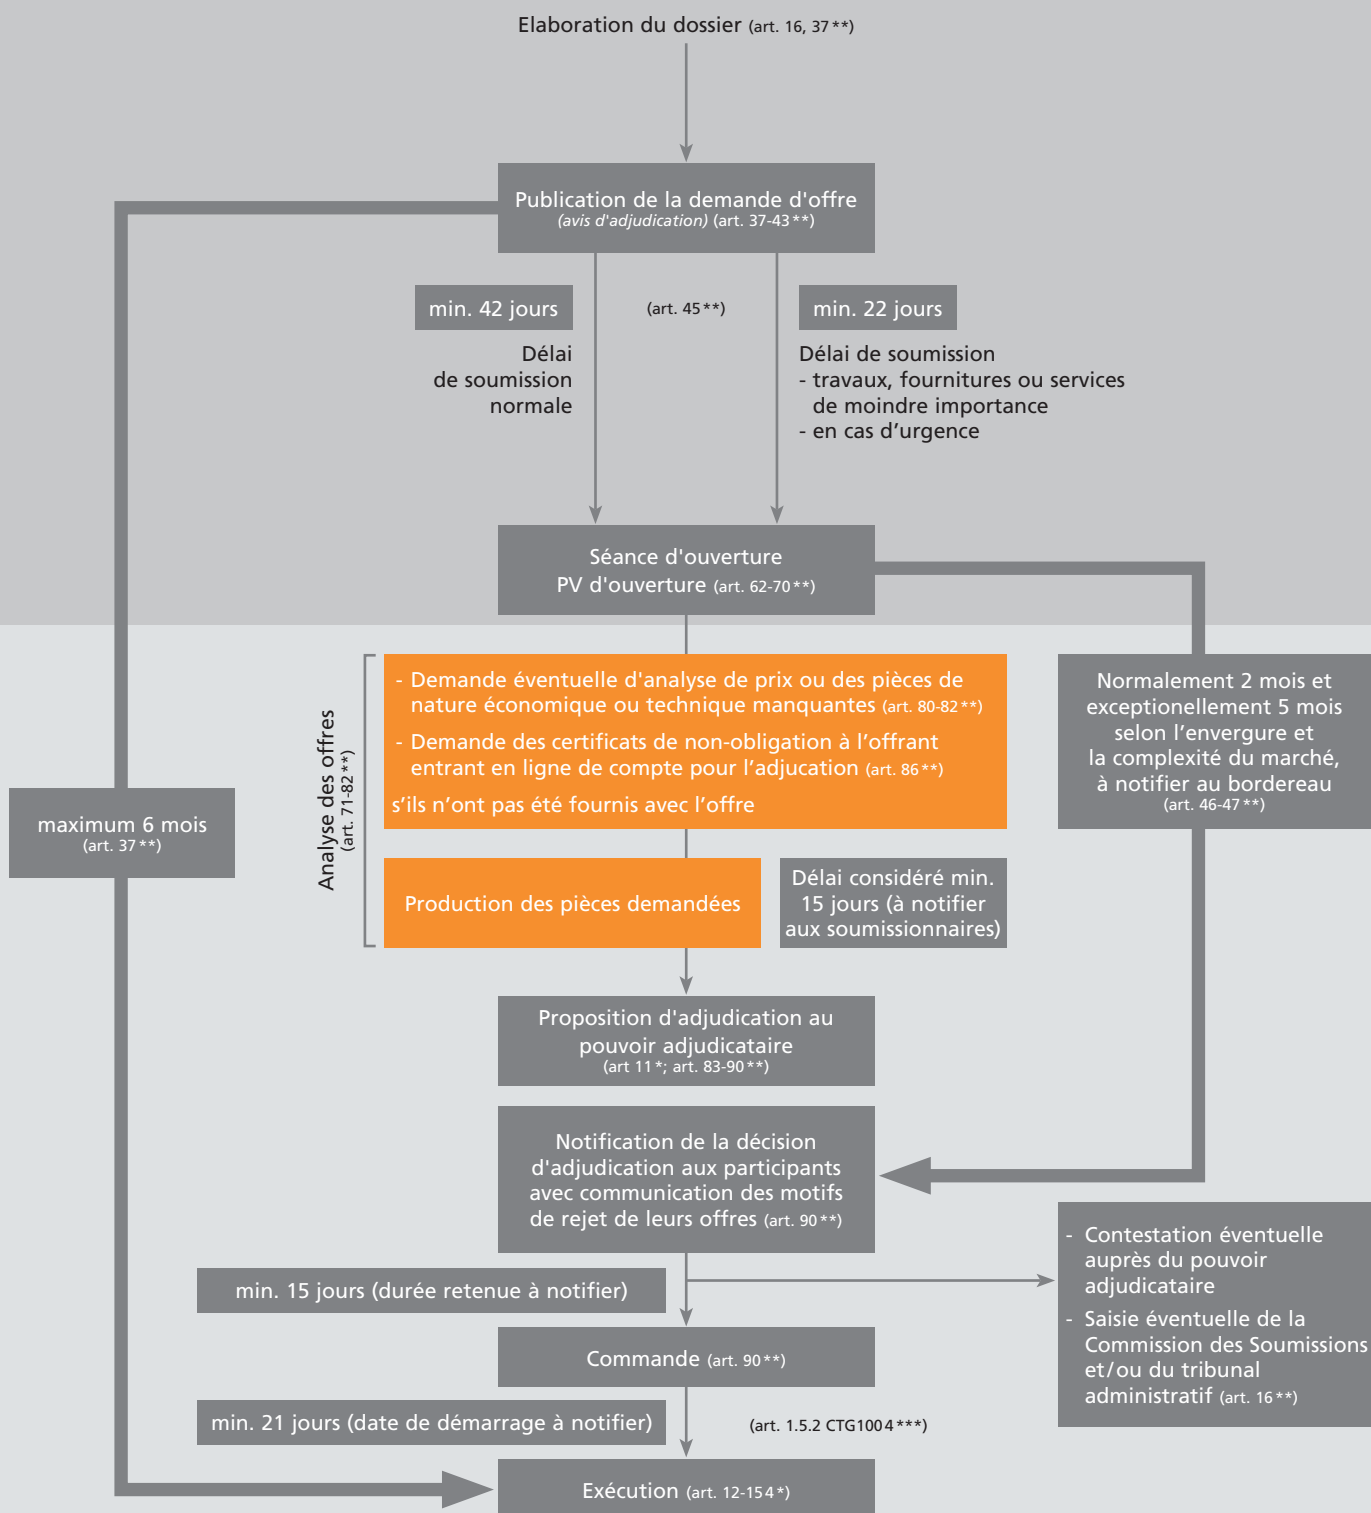 Elaboration du dossier (art. 16, 37**)
Publication de la demande d'offre
(avis d'adjudication) (art. 37-43**)
min. 42 jours
(art. 45**)
min. 22 jours
Délai
de soumission
normale
Délai de soumission
- travaux, fournitures ou services
de moindre importance
- en cas d’urgence
Séance d'ouverture
PV d'ouverture (art. 62-70**)
Analyse des offres
(art. 71-82**)
- Demande éventuelle d'analyse de prix ou des pièces de
nature économique ou technique manquantes (art. 80-82**)
- Demande des certificats de non-obligation à l’offrant
entrant en ligne de compte pour l’adjucation (art. 86**)
s’ils n’ont pas été fournis avec l’offre
Normalement 2 mois et
exceptionellement 5 mois
selon l’envergure et
la complexité du marché,
à notifier au bordereau
(art. 46-47**)
maximum 6 mois
(art. 37**)
Production des pièces demandées
Délai considéré min.
15 jours (à notifier
aux soumissionnaires)
Proposition d'adjudication au
pouvoir adjudicataire
(art 11*; art. 83-90**)
Notification de la décision
d'adjudication aux participants
avec communication des motifs
de rejet de leurs offres (art. 90**)
- Contestation éventuelle
auprès du pouvoir
adjudicataire
- Saisie éventuelle de la
Commission des Soumissions
et/ou du tribunal
administratif (art. 16**)
min. 15 jours (durée retenue à notifier)
Commande (art. 90**)
min. 21 jours (date de démarrage à notifier)
(art. 1.5.2 CTG1004***)
Exécution (art. 12-154*)